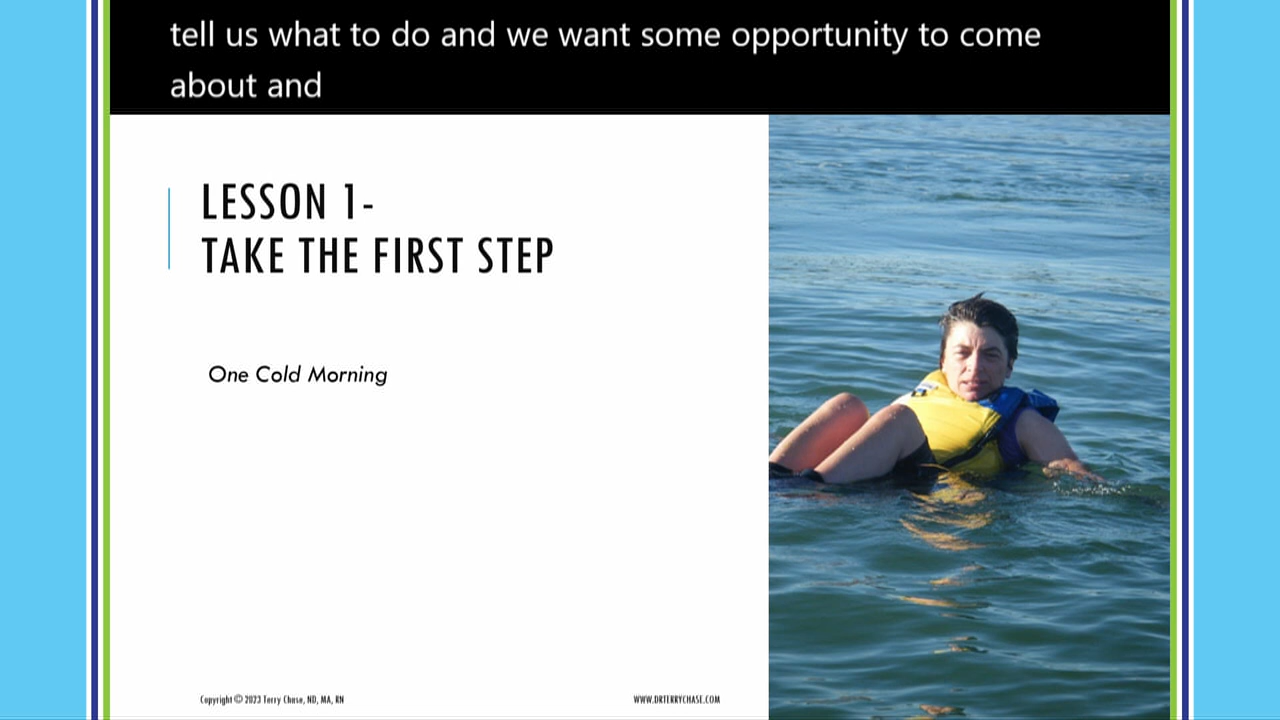 tell us what to do and we want some opportunity to come
about and
LESSON 1-
TAKE THE FIRST STEP
One Cold Morning
Copyright © 2023 Terry Chase, ND, MA, RN
WWW.DRTERRYCHASE.COM